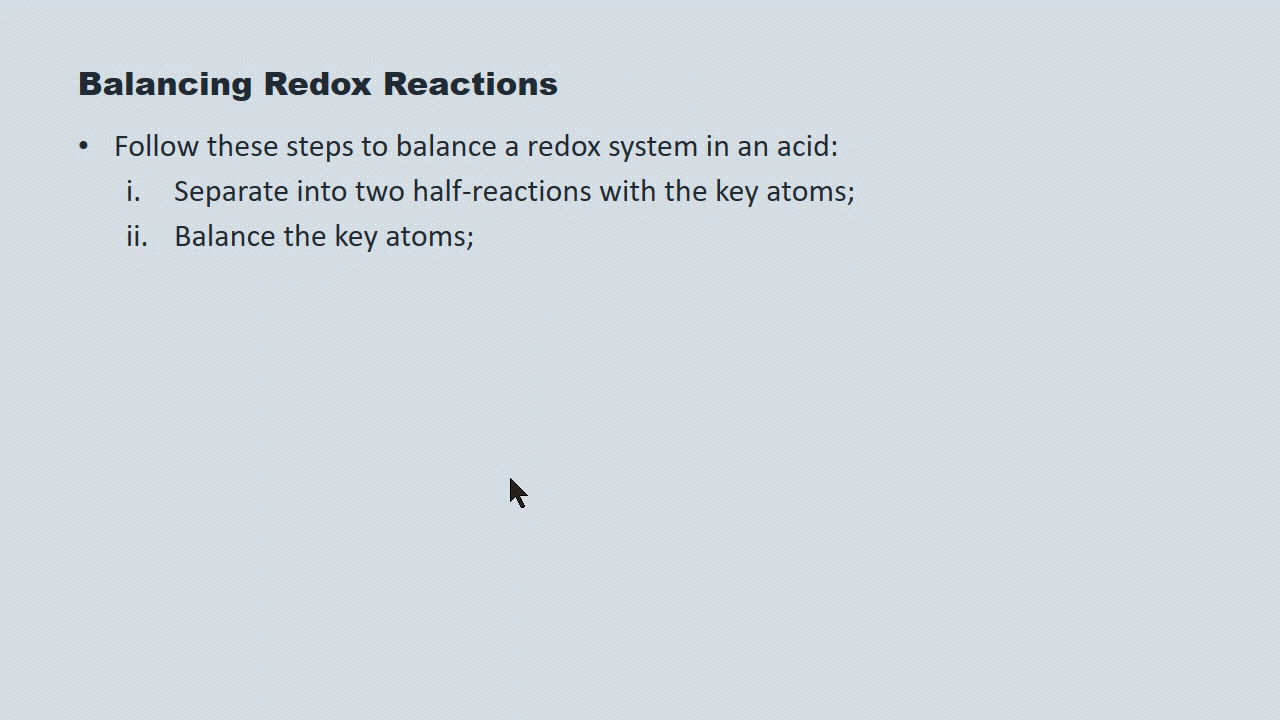 Balancing Redox Reactions
• Follow these steps to balance a redox system in an acid:
i. Separate into two half-reactions with the key atoms;
ii. Balance the key atoms;